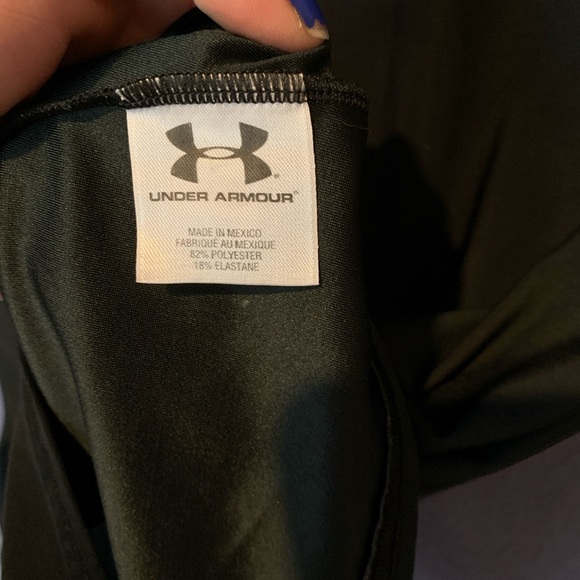 UNDER ARMOUR®
MADE IN MEXICO
FABRIQUÉ AU MEXIQUE
82% POLYESTER
18% ELASTANE